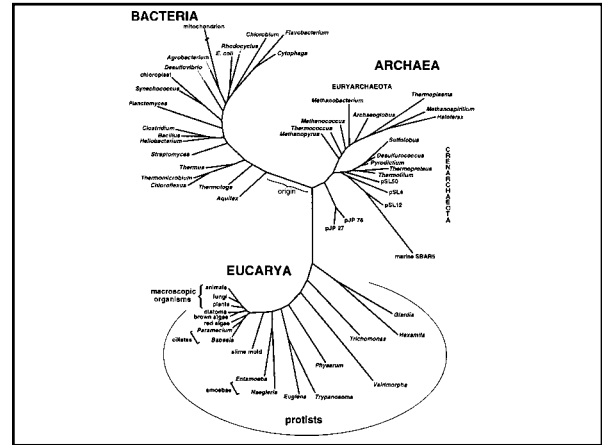 BACTERIA
mitochondrion
Chlorobium
Flavobacterium
Rhodocyclus
E. coli
Cytophaga
Agrobacterium
Desulfovibrio
chloroplast
Synechococcus
Planctomyces
Clostridium
Bacillus
Heliobacterium
Streptomyces
Thermus
Thermomicrobium
Chloroflexus
Thermotoga
Aquifex
origin
ARCHAEA
EURYARCHAEOTA
Methanobacterium
Thermoplasma
Archaeoglobus
Methanospirillum
Haloferax
Methanococcus
Thermococcus
Methanopyrus
CRENARCHAEOTA
Sulfolobus
Desulfurococcus
Pyrodictium
Thermoproteus
Thermofilum
pSL50
pSL4
pSL12
pJP 76
pJP 27
marine SBAR5
EUCARYA
macroscopic
organisms
animals
fungi
plants
diatoms
brown algae
red algae
ciliates
Paramecium
Babesia
slime mold
amoebae
Entamoeba
Naegleria
Euglena
Trypanosoma
Physarum
Vairimorpha
Trichomonas
Hexamita
Giardia
protists